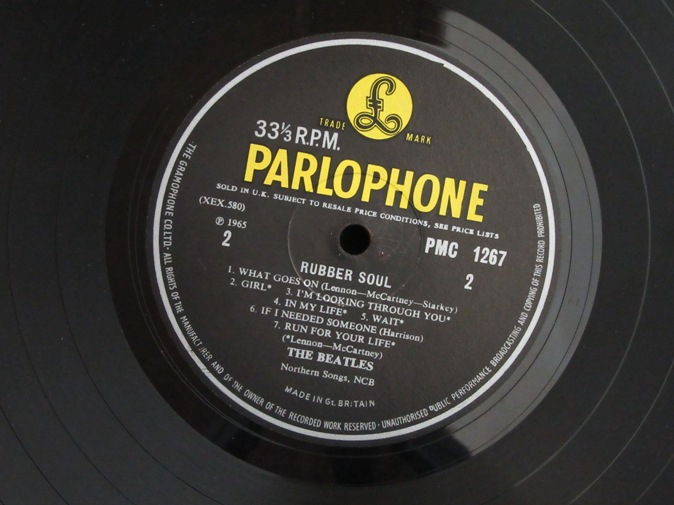 £
TRADE MARK
33⅓ R.P.M.
PARLOPHONE
SOLD IN U.K. SUBJECT TO RESALE PRICE CONDITIONS, SEE PRICE LISTS
(XEX.580)
℗ 1965
2
PMC 1267
2
RUBBER SOUL
1. WHAT GOES ON (Lennon—McCartney—Starkey)
2. GIRL* 3. I'M LOOKING THROUGH YOU*
4. IN MY LIFE* 5. WAIT*
6. IF I NEEDED SOMEONE (Harrison)
7. RUN FOR YOUR LIFE*
(*Lennon—McCartney)
THE BEATLES
Northern Songs, NCB
MADE IN Gt. BRITAIN
THE GRAMOPHONE CO. LTD. · ALL RIGHTS OF THE MANUFACTURER AND OF THE OWNER OF THE RECORDED WORK RESERVED · UNAUTHORISED PUBLIC PERFORMANCE BROADCASTING AND COPYING OF THIS RECORD PROHIBITED